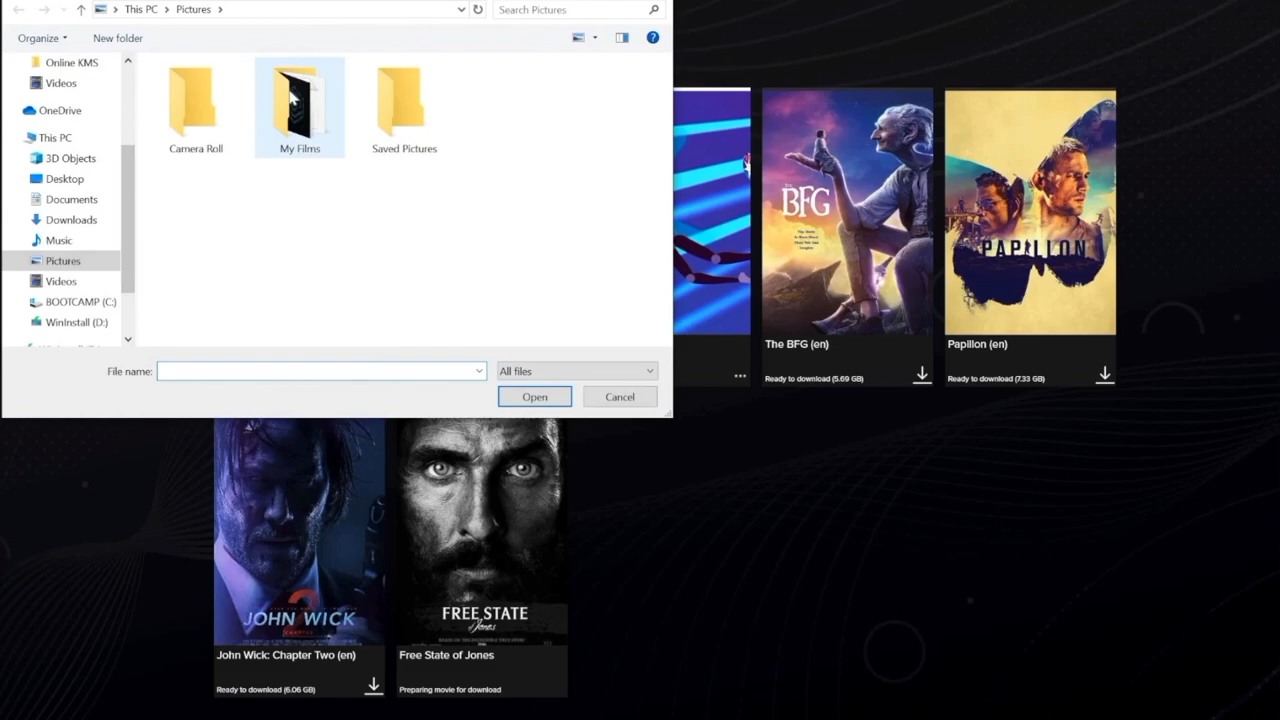 This PC
Pictures
Search Pictures
Organize
New folder
?
Online KMS
Videos
OneDrive
This PC
3D Objects
Desktop
Documents
Downloads
Music
Pictures
Videos
BOOTCAMP (C:)
WinInstall (D:)
Camera Roll
My Films
Saved Pictures
File name:
All files
Open
Cancel
BFG
PAPILLON
The BFG (en)
Papillon (en)
...
Ready to download (5.69 GB)
Ready to download (7.33 GB)
2
JOHN WICK
CHAPTER
FREE STATE
of Jones
John Wick: Chapter Two (en)
Free State of Jones
Ready to download (6.06 GB)
Preparing movie for download